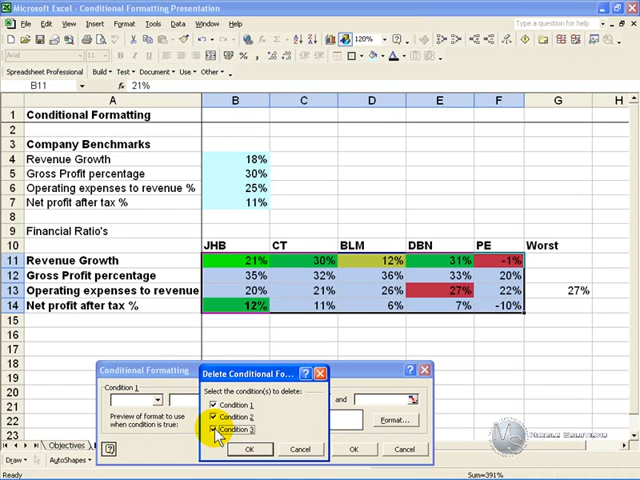 Microsoft Excel - Conditional Formatting Presentation
File Edit View Insert Format Tools Data Window Help
Type a question for help
120%
Arial
Spreadsheet Professional Build Test Document Use Other
B11 21%
A B C D E F G H
1 Conditional Formatting
2
3 Company Benchmarks
4 Revenue Growth 18%
5 Gross Profit percentage 30%
6 Operating expenses to revenue % 25%
7 Net profit after tax % 11%
8
9 Financial Ratio's
10 JHB CT BLM DBN PE Worst
11 Revenue Growth 21% 30% 12% 31% -1%
12 Gross Profit percentage 35% 32% 36% 33% 20%
13 Operating expenses to revenue 20% 21% 26% 27% 22% 27%
14 Net profit after tax % 12% 11% 6% 7% -10%
15
16
17
18
19
20
21
22
23
Conditional Formatting
Condition 1
and
Preview of format to use
when condition is true:
Format...
OK Cancel
Delete Conditional Fo...
Select the condition(s) to delete:
Condition 1
Condition 2
Condition 3
OK Cancel
Objectives
Draw AutoShapes
Sum=391%